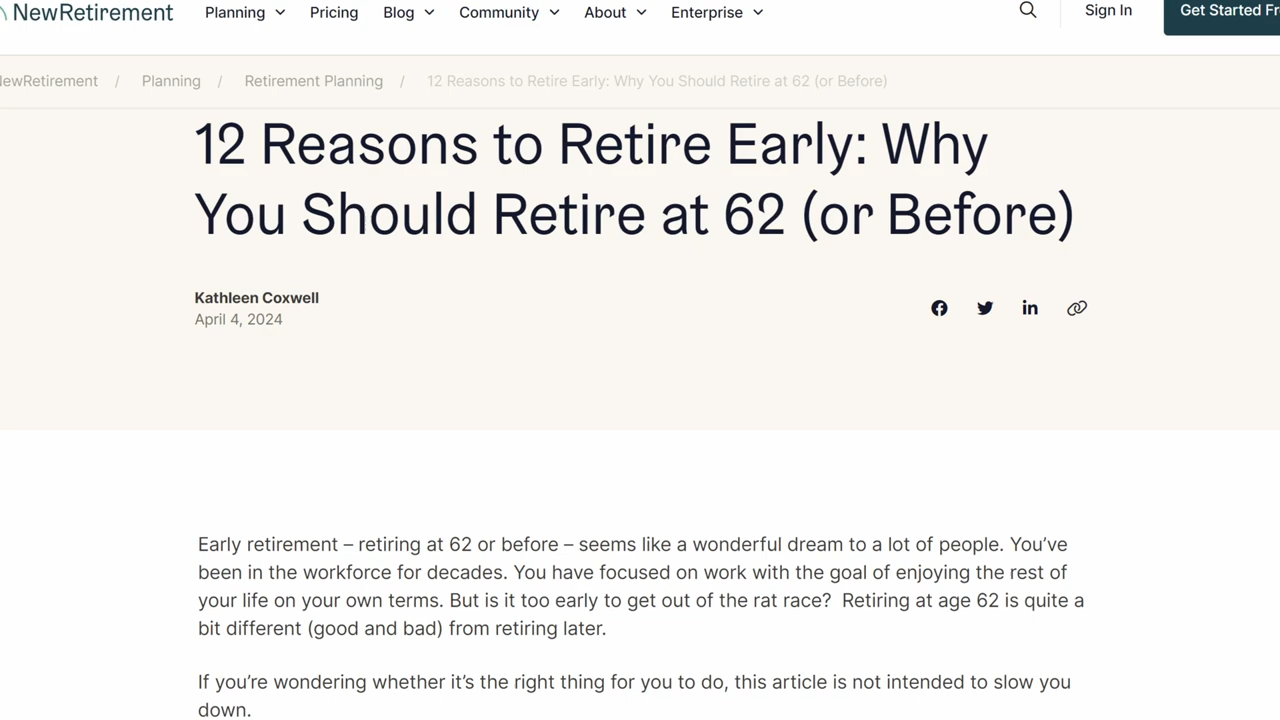 NewRetirement Planning Pricing Blog Community About Enterprise Sign In Get Started
NewRetirement / Planning / Retirement Planning / 12 Reasons to Retire Early: Why You Should Retire at 62 (or Before)
12 Reasons to Retire Early: Why
You Should Retire at 62 (or Before)
Kathleen Coxwell
April 4, 2024
Early retirement – retiring at 62 or before – seems like a wonderful dream to a lot of people. You’ve
been in the workforce for decades. You have focused on work with the goal of enjoying the rest of
your life on your own terms. But is it too early to get out of the rat race?  Retiring at age 62 is quite a
bit different (good and bad) from retiring later.
If you’re wondering whether it’s the right thing for you to do, this article is not intended to slow you
down.